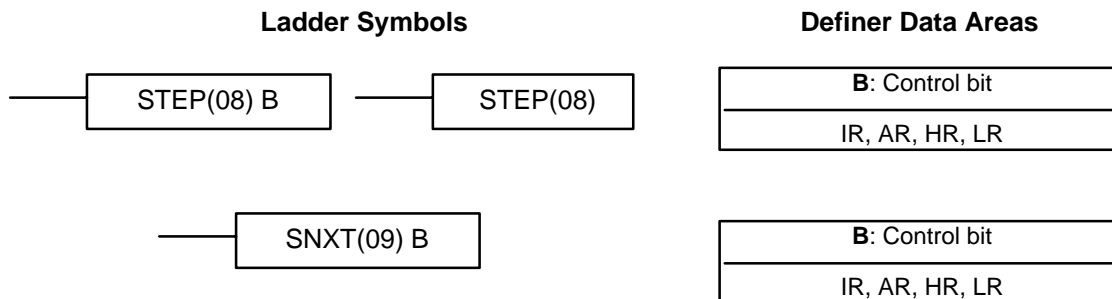 Ladder Symbols
Definer Data Areas
STEP(08) B
STEP(08)
B: Control bit
IR, AR, HR, LR
SNXT(09) B
B: Control bit
IR, AR, HR, LR